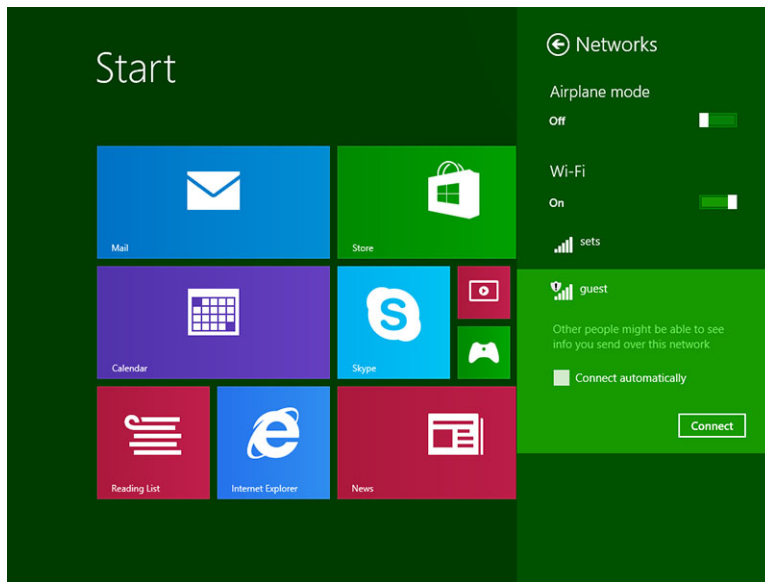 Start
Mail
Store
Calendar
Skype
Reading List
Internet Explorer
News
Networks
Airplane mode
Off
Wi-Fi
On
sets
guest
Other people might be able to see
info you send over this network
Connect automatically
Connect